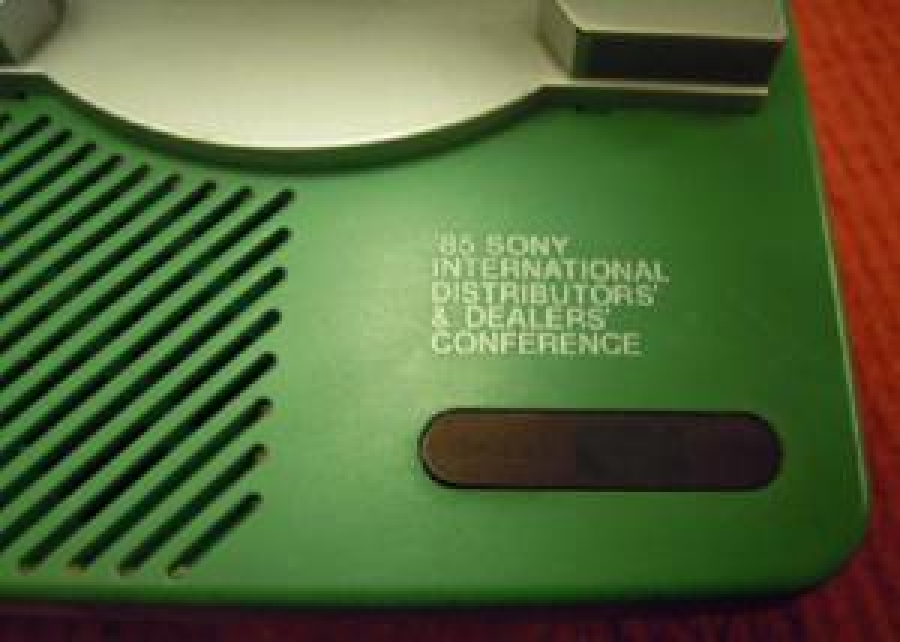 '85 SONY
INTERNATIONAL
DISTRIBUTORS'
& DEALERS'
CONFERENCE